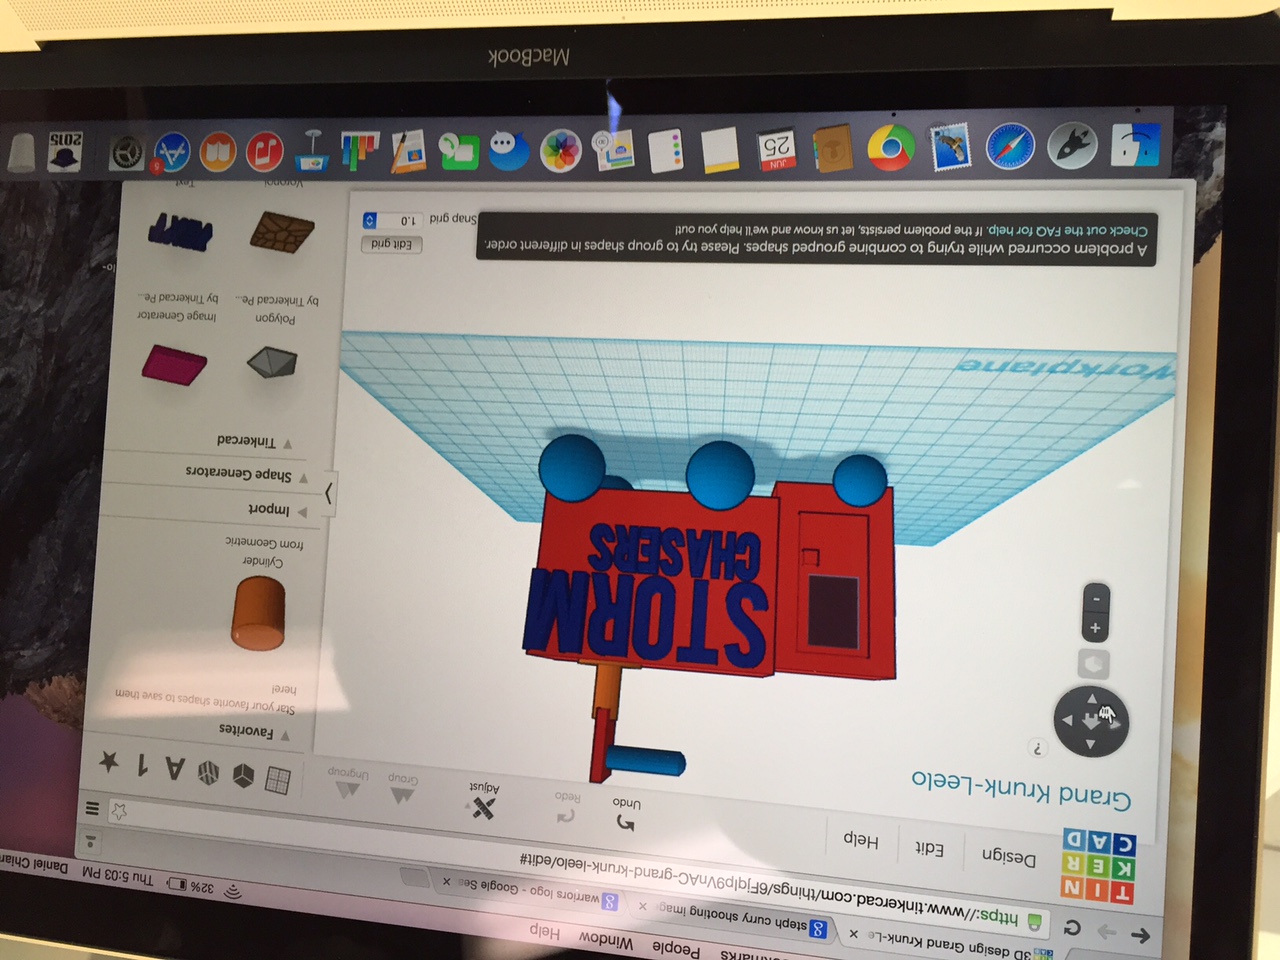 People Window Help
32% Thu 5:03 PM Daniel Chiar
3D design Grand Krunk-Le
steph curry shooting imag
warriors logo - Google Sea
https://www.tinkercad.com/things/6FjqIp9VnAC-grand-krunk-leelo/edit#
TIN
KER
CAD
Design Edit Help
Undo Redo Adjust Group Ungroup
Grand Krunk-Leelo
?
A 1
Favorites
Star your favorite shapes to save them
here!
Cylinder
from Geometric
Import
Shape Generators
Tinkercad
Polygon
by Tinkercad Pe...
Image Generator
by Tinkercad Pe...
Voronoi
Text
STORM
CHASERS
Workplane
A problem occurred while trying to combine grouped shapes. Please try to group shapes in different order.
Check out the FAQ for help. If the problem persists, let us know and we'll help you out!
Edit grid
Snap grid 1.0
JUN
25
5
2015
MacBook